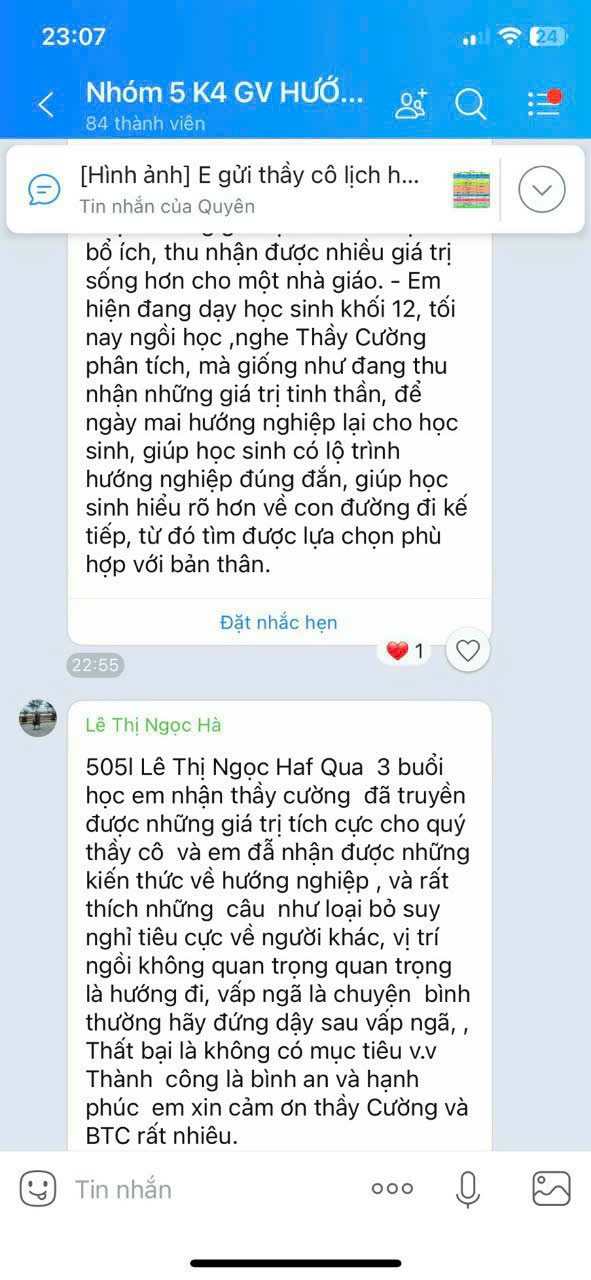 23:07
24
Nhóm 5 K4 GV HƯỚ...
84 thành viên
[Hình ảnh] E gửi thầy cô lịch h...
Tin nhắn của Quyên
bổ ích, thu nhận được nhiều giá trị
sống hơn cho một nhà giáo. - Em
hiện đang dạy học sinh khối 12, tối
nay ngồi học ,nghe Thầy Cường
phân tích, mà giống như đang thu
nhận những giá trị tinh thần, để
ngày mai hướng nghiệp lại cho học
sinh, giúp học sinh có lộ trình
hướng nghiệp đúng đắn, giúp học
sinh hiểu rõ hơn về con đường đi kế
tiếp, từ đó tìm được lựa chọn phù
hợp với bản thân.
Đặt nhắc hẹn
1
22:55
Lê Thị Ngọc Hà
505l Lê Thị Ngọc Haf Qua 3 buổi
học em nhận thầy cường đã truyền
được những giá trị tích cực cho quý
thầy cô và em đẫ nhận được những
kiến thức về hướng nghiệp , và rất
thích những câu như loại bỏ suy
nghỉ tiêu cực về người khác, vị trí
ngồi không quan trọng quan trọng
là hướng đi, vấp ngã là chuyện bình
thường hãy đứng dậy sau vấp ngã, ,
Thất bại là không có mục tiêu v.v
Thành công là bình an và hạnh
phúc em xin cảm ơn thầy Cường và
BTC rất nhiêu.
Tin nhắn